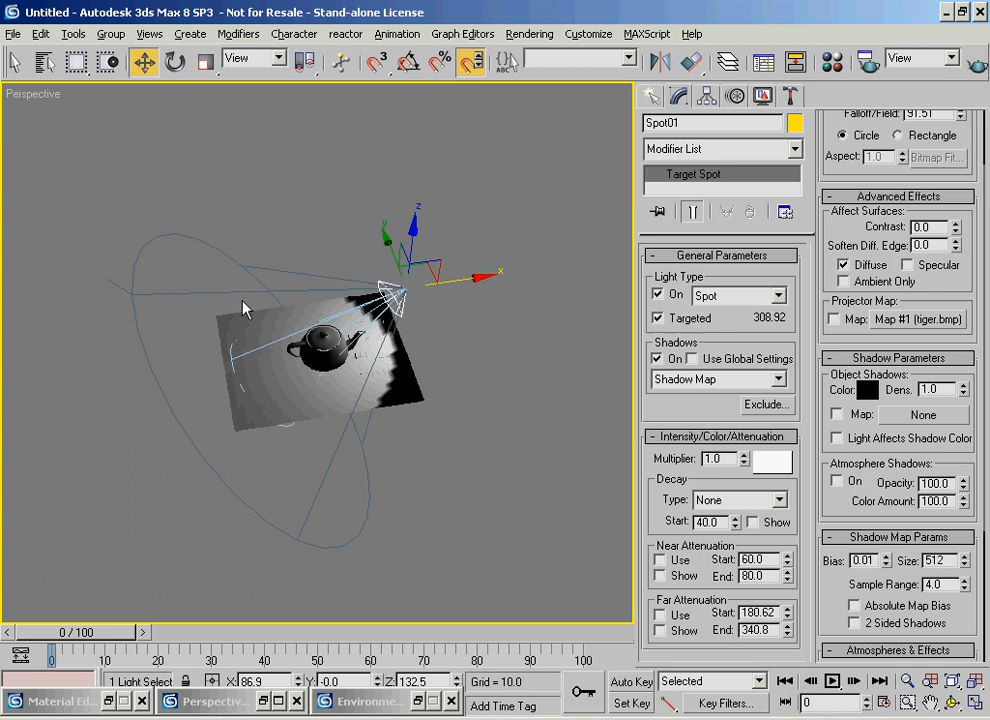 Untitled - Autodesk 3ds Max 8 SP3 - Not for Resale - Stand-alone License
File Edit Tools Group Views Create Modifiers Character reactor Animation Graph Editors Rendering Customize MAXScript Help
View 3 % ABC View
Perspective
Spot01
Modifier List
Target Spot
General Parameters
Light Type
On Spot
Targeted 308.92
Shadows
On Use Global Settings
Shadow Map
Exclude...
Intensity/Color/Attenuation
Multiplier: 1.0
Decay
Type: None
Start: 40.0 Show
Near Attenuation
Use Start: 60.0
Show End: 80.0
Far Attenuation
Use Start: 180.62
Show End: 340.8
Falloff/Field: 91.51
Circle Rectangle
Aspect: 1.0 Bitmap Fit...
Advanced Effects
Affect Surfaces:
Contrast: 0.0
Soften Diff. Edge: 0.0
Diffuse Specular
Ambient Only
Projector Map:
Map: Map #1 (tiger.bmp)
Shadow Parameters
Object Shadows:
Color: Dens. 1.0
Map: None
Light Affects Shadow Color
Atmosphere Shadows:
On Opacity: 100.0
Color Amount: 100.0
Shadow Map Params
Bias: 0.01 Size: 512
Sample Range: 4.0
Absolute Map Bias
2 Sided Shadows
Atmospheres & Effects
x
y
z
< 0 / 100 >
0 10 20 30 40 50 60 70 80 90 100
1 Light Select X: 86.9 Y: -0.0 Z: 132.5 Grid = 10.0 Auto Key Selected
Material Ed... Perspectiv... Environme... Add Time Tag Set Key Key Filters... 0